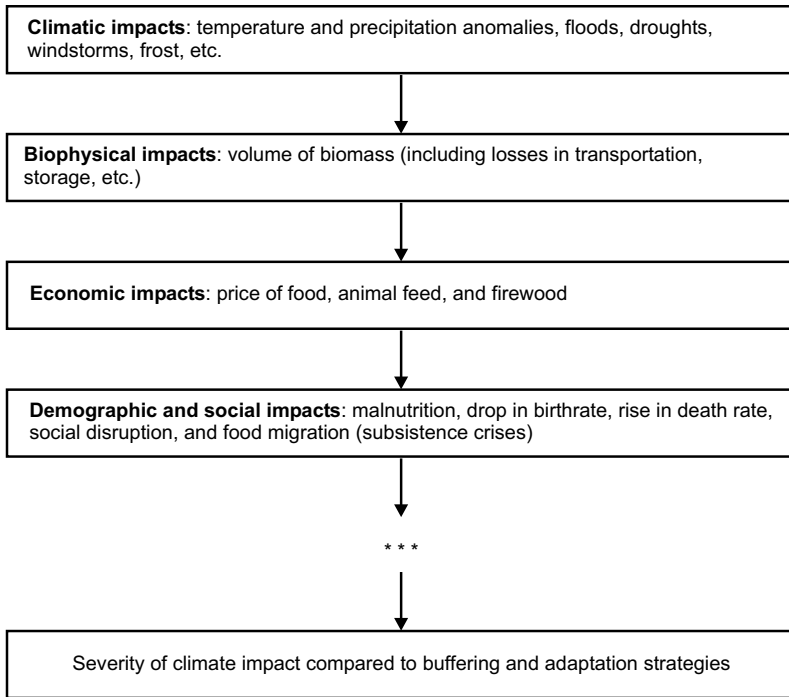 Climatic impacts: temperature and precipitation anomalies, floods, droughts,
windstorms, frost, etc.
Biophysical impacts: volume of biomass (including losses in transportation,
storage, etc.)
Economic impacts: price of food, animal feed, and firewood
Demographic and social impacts: malnutrition, drop in birthrate, rise in death rate,
social disruption, and food migration (subsistence crises)
* * *
Severity of climate impact compared to buffering and adaptation strategies